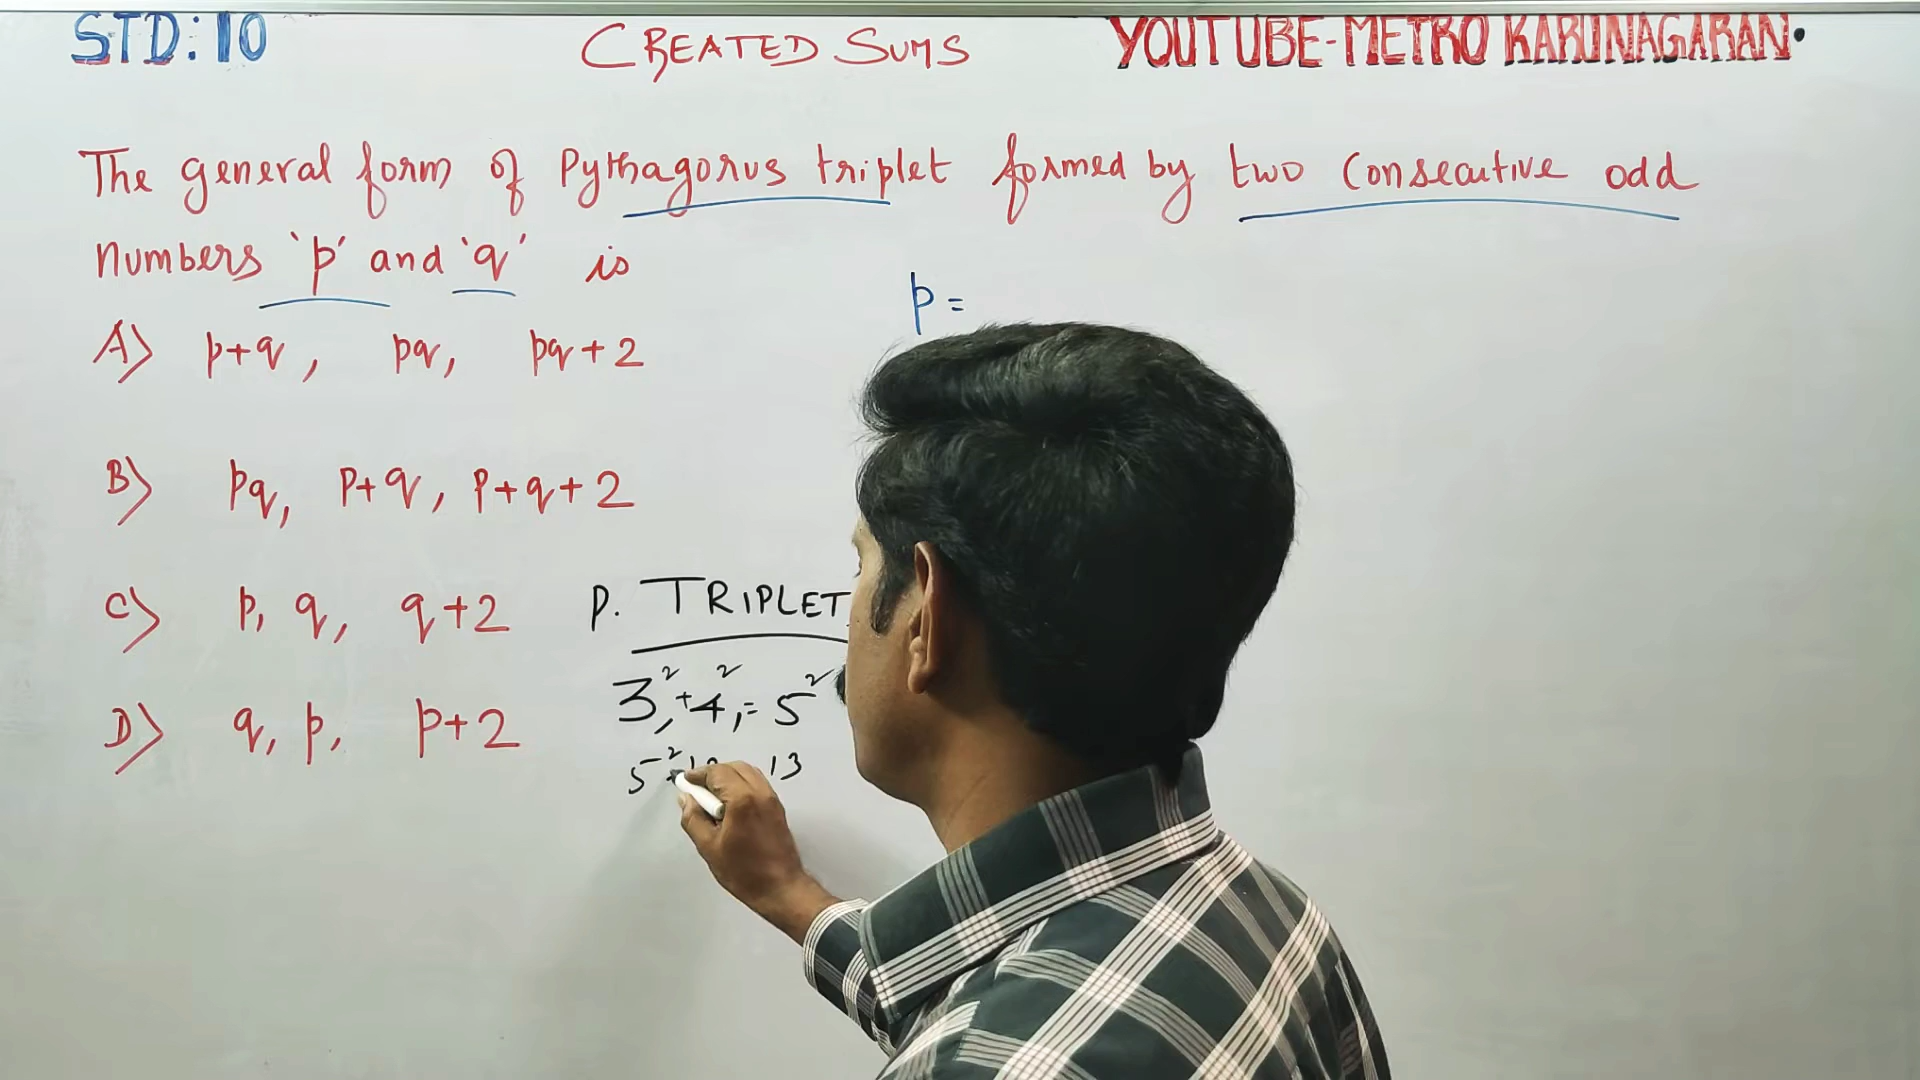 STD: 10
CREATED SUMS
YOUTUBE-METRO KARUNAGARAN.
The general form of Pythagorus triplet formed by two consecutive odd
numbers 'p' and 'q' is
p =
A) p+q, pq, pq+2
B) pq, p+q, p+q+2
C) p, q, q+2
P. TRIPLET
3², + 4², = 5²
D) q, p, p+2
5² 13